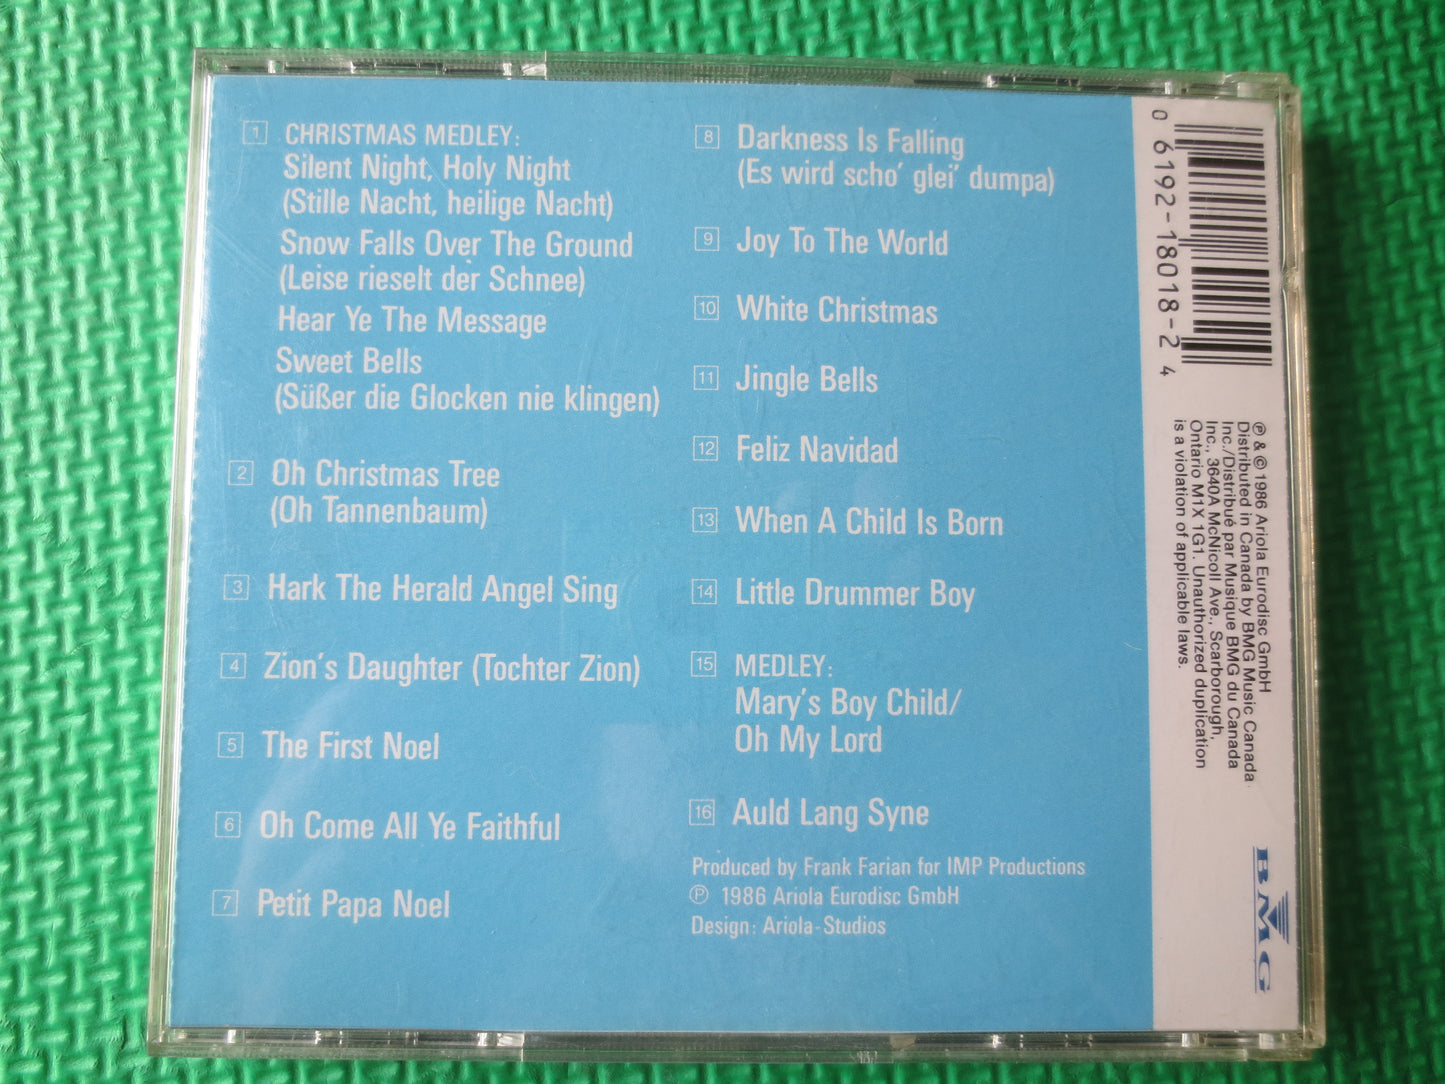 1 CHRISTMAS MEDLEY:
Silent Night, Holy Night
(Stille Nacht, heilige Nacht)
Snow Falls Over The Ground
(Leise rieselt der Schnee)
Hear Ye The Message
Sweet Bells
(Süßer die Glocken nie klingen)
2 Oh Christmas Tree
(Oh Tannenbaum)
3 Hark The Herald Angel Sing
4 Zion's Daughter (Tochter Zion)
5 The First Noel
6 Oh Come All Ye Faithful
7 Petit Papa Noel
8 Darkness Is Falling
(Es wird scho' glei' dumpa)
9 Joy To The World
10 White Christmas
11 Jingle Bells
12 Feliz Navidad
13 When A Child Is Born
14 Little Drummer Boy
15 MEDLEY:
Mary's Boy Child/
Oh My Lord
16 Auld Lang Syne
Produced by Frank Farian for IMP Productions
℗ 1986 Ariola Eurodisc GmbH
Design: Ariola-Studios
0 6192-18018-2 4
℗ & © 1986 Ariola Eurodisc GmbH
Distributed in Canada by BMG Music Canada
Inc./Distribué par Musique BMG du Canada
Inc., 3640A McNicoll Ave., Scarborough,
Ontario M1X 1G1. Unauthorized duplication
is a violation of applicable laws.
BMG